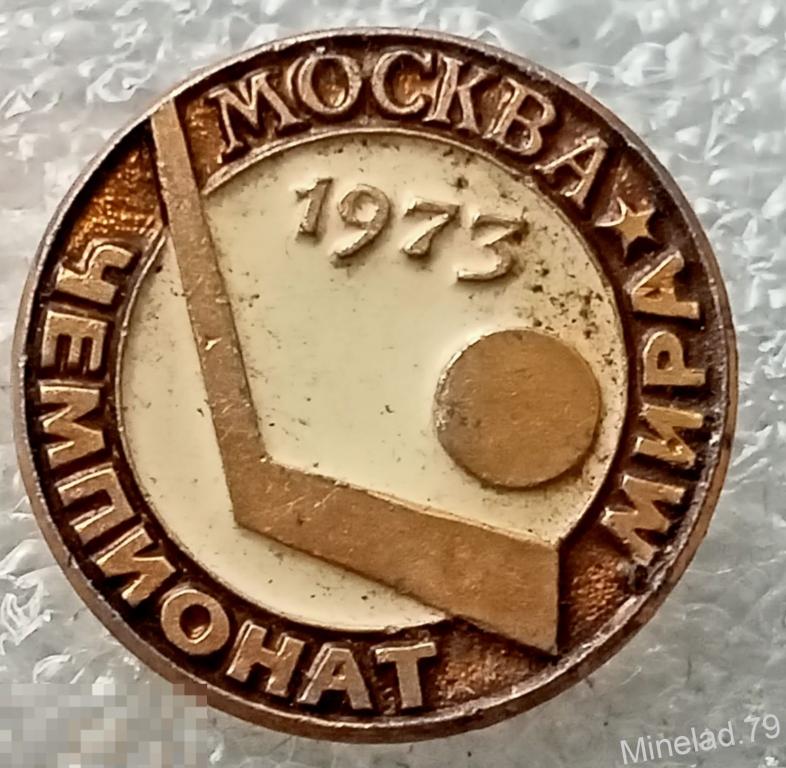 МОСКВА
1973
ЧЕМПИОНАТ
МИРА
Minelad.79